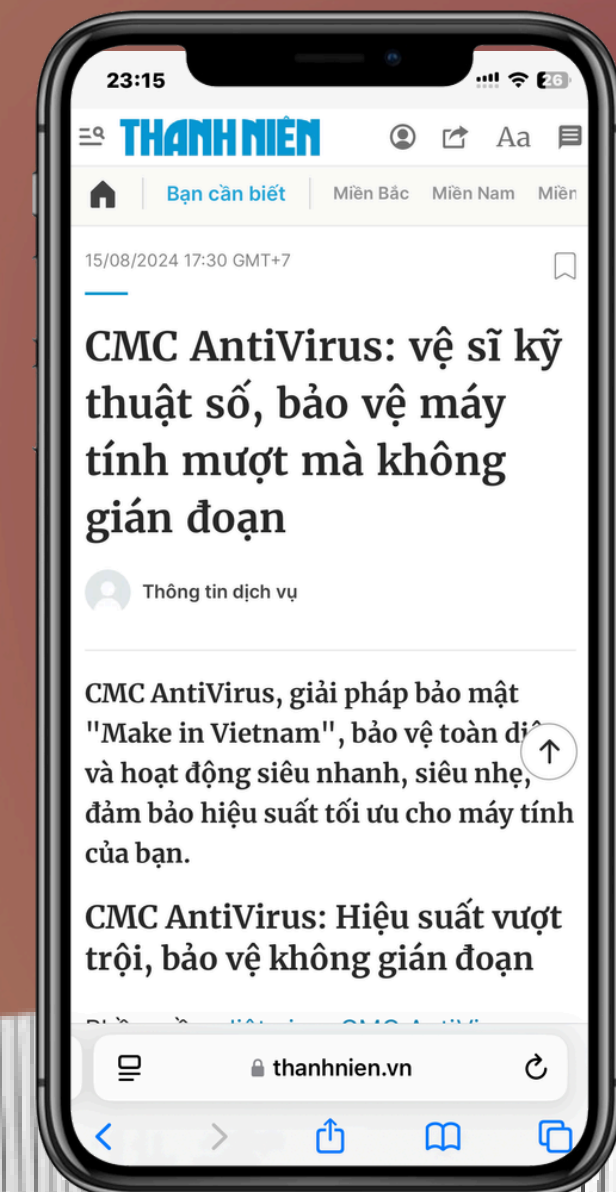 23:15
26
THANH NIÊN
Aa
Bạn cần biết
Miền Bắc
Miền Nam
Miền
15/08/2024 17:30 GMT+7
CMC AntiVirus: vệ sĩ kỹ
thuật số, bảo vệ máy
tính mượt mà không
gián đoạn
Thông tin dịch vụ
CMC AntiVirus, giải pháp bảo mật
"Make in Vietnam", bảo vệ toàn
và hoạt động siêu nhanh, siêu nhẹ,
đảm bảo hiệu suất tối ưu cho máy tính
của bạn.
CMC AntiVirus: Hiệu suất vượt
trội, bảo vệ không gián đoạn
thanhnien.vn